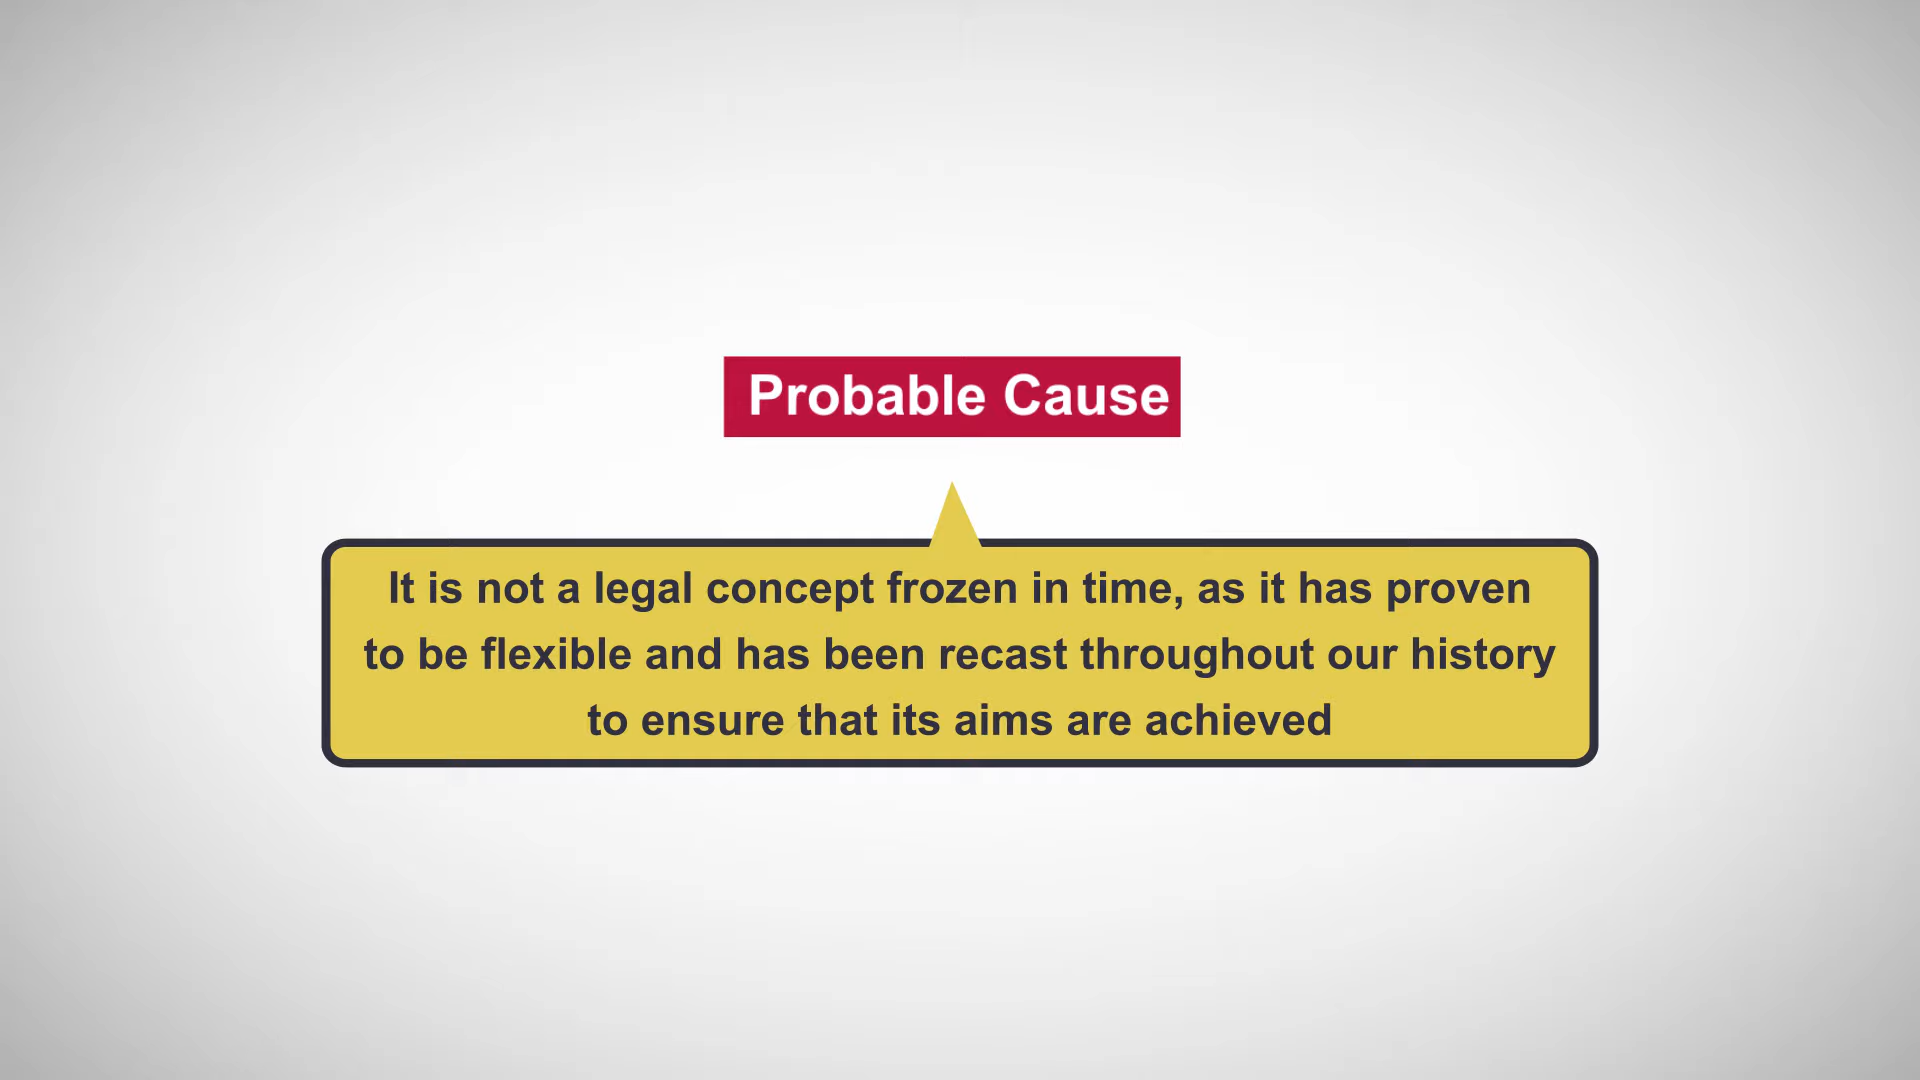 Probable Cause
It is not a legal concept frozen in time, as it has proven
to be flexible and has been recast throughout our history
to ensure that its aims are achieved